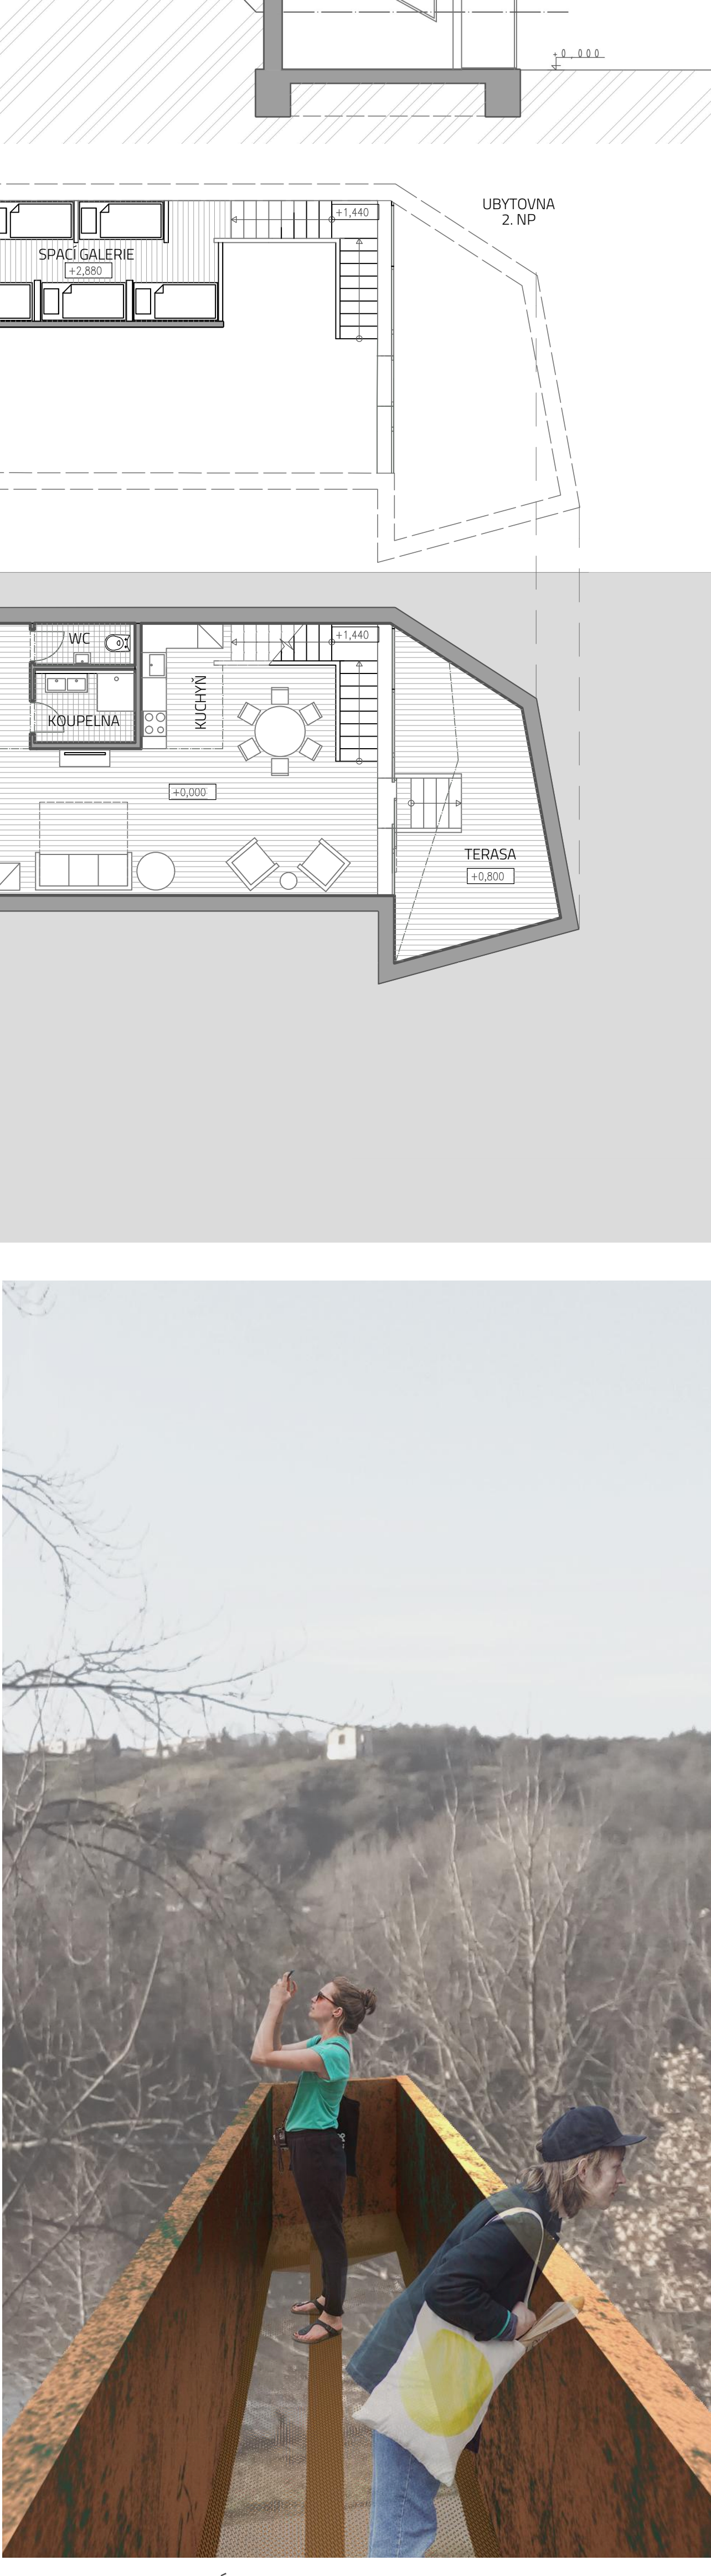 +0,000
UBYTOVNA
2. NP
+1,440
SPACÍ GALERIE
+2,880
WC
+1,440
KUCHYŇ
KOUPELNA
+0,000
TERASA
+0,800